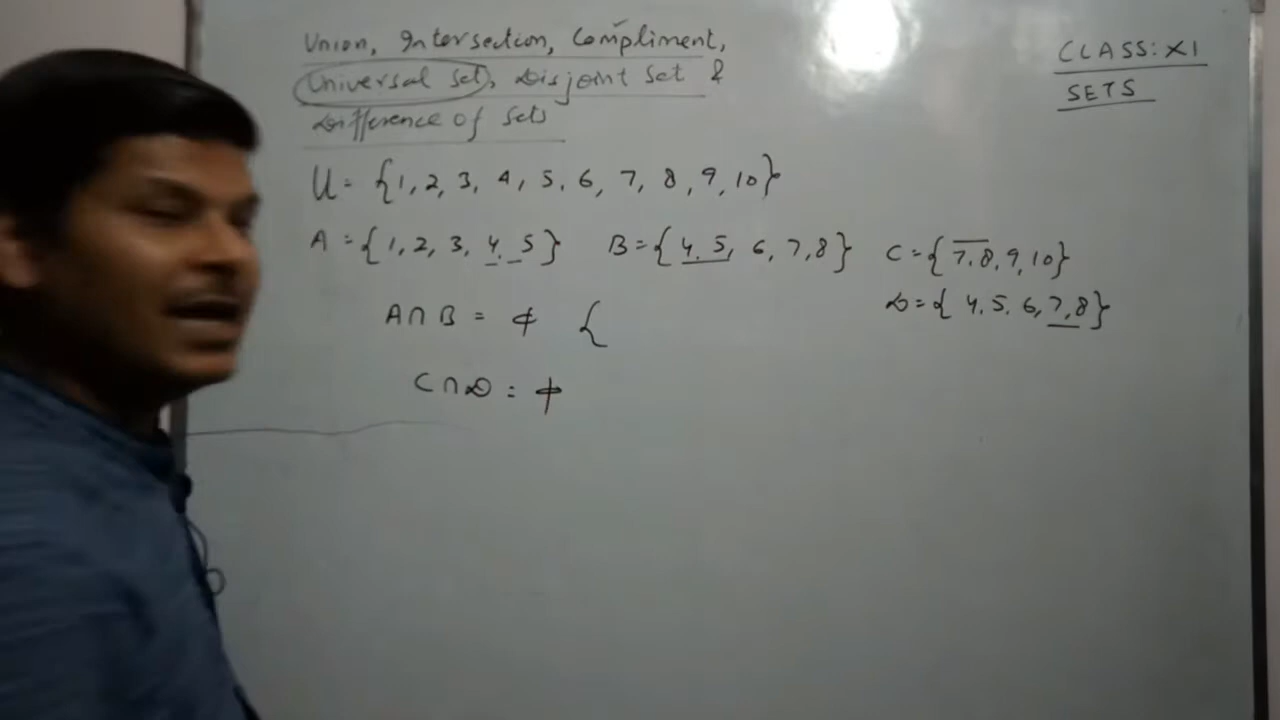 Union, Intersection, Compliment,
Universal Set, Disjoint Set &
Difference of Sets
CLASS: XI
SETS
U = {1, 2, 3, 4, 5, 6, 7, 8, 9, 10}
A = {1, 2, 3, 4, 5} B = {4, 5, 6, 7, 8} C = {7, 8, 9, 10}
D = {4, 5, 6, 7, 8}
A ∩ B = ϕ {
C ∩ D = ϕ